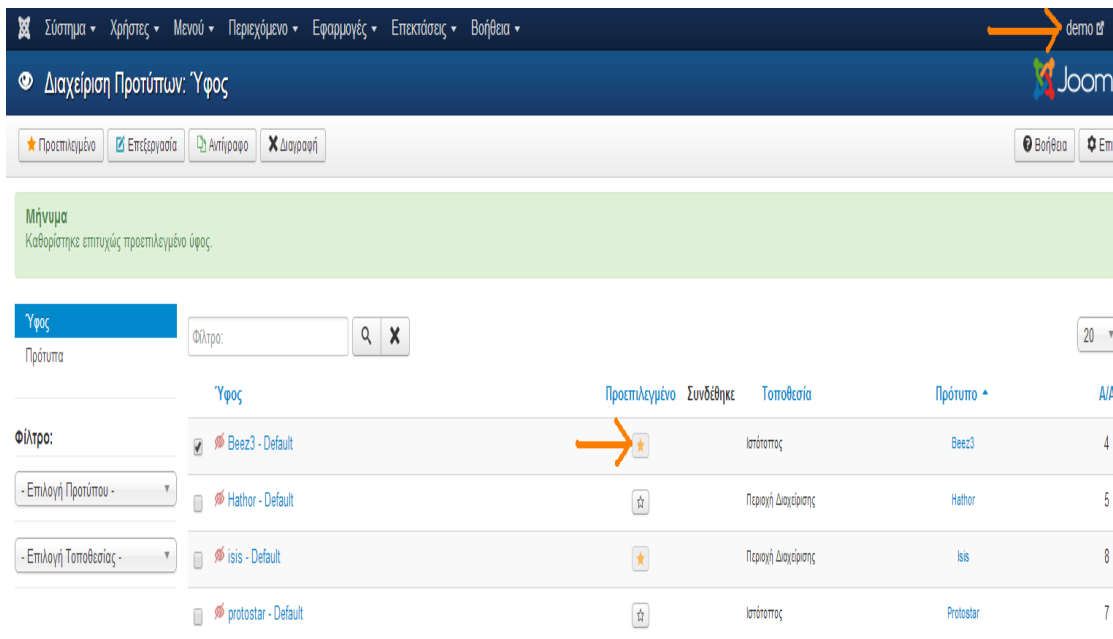 Σύστημα Χρήστες Μενού Περιεχόμενο Εφαρμογές Επεκτάσεις Βοήθεια demo
Διαχείριση Προτύπων: Ύφος Joom
Προεπιλεγμένο Επεξεργασία Αντίγραφο Διαγραφή Βοήθεια Επι
Μήνυμα
Καθορίστηκε επιτυχώς προεπιλεγμένο ύφος.
Ύφος
Πρότυπα
Φίλτρο: 20
Ύφος Προεπιλεγμένο Συνδέθηκε Τοποθεσία Πρότυπο Α/Α
Φίλτρο:
- Επιλογή Προτύπου -
- Επιλογή Τοποθεσίας -
Beez3 - Default Ιστότοπος Beez3 4
Hathor - Default Περιοχή Διαχείρισης Hathor 5
isis - Default Περιοχή Διαχείρισης Isis 8
protostar - Default Ιστότοπος Protostar 7